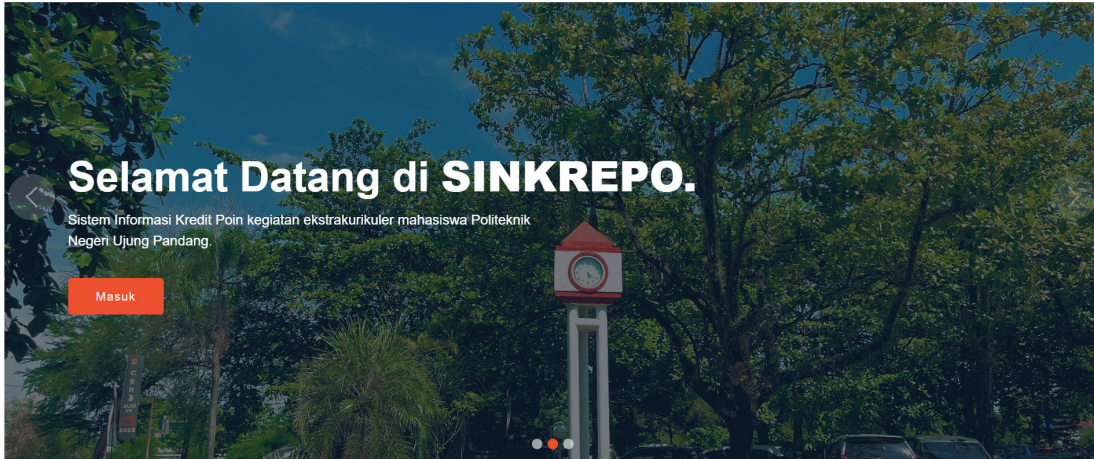 Selamat Datang di SINKREPO.
Sistem Informasi Kredit Poin kegiatan ekstrakurikuler mahasiswa Politeknik
Negeri Ujung Pandang.
Masuk